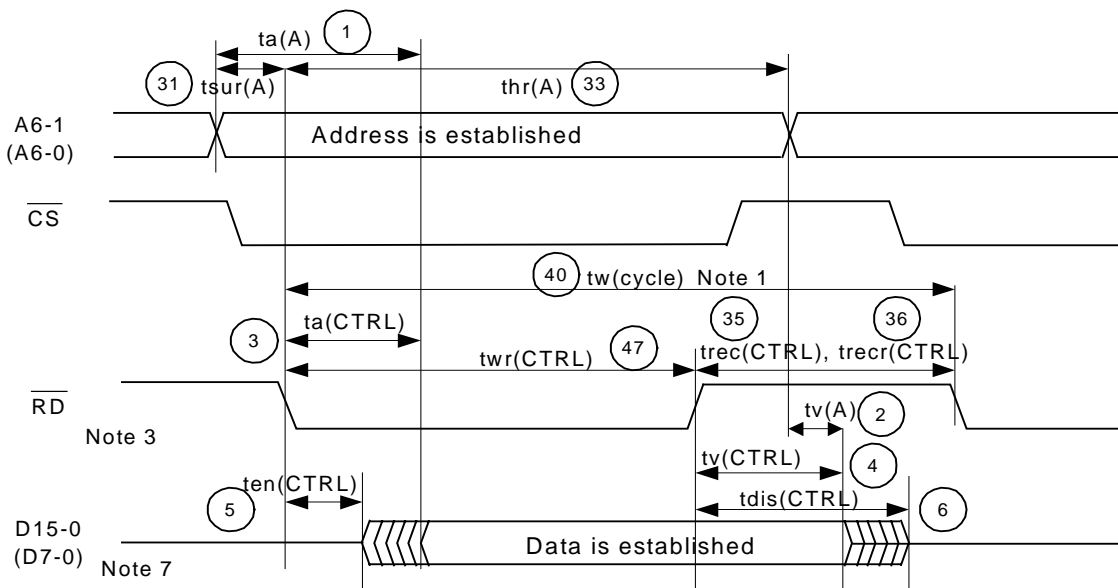 ta(A) 1
31 tsur(A) thr(A) 33
A6-1
(A6-0)
Address is established
CS
40 tw(cycle) Note 1
3 ta(CTRL) 35 36
twr(CTRL) 47 trec(CTRL), trecr(CTRL)
RD
Note 3
tv(A) 2
tv(CTRL) 4
5 ten(CTRL) tdis(CTRL) 6
D15-0
(D7-0)
Data is established
Note 7